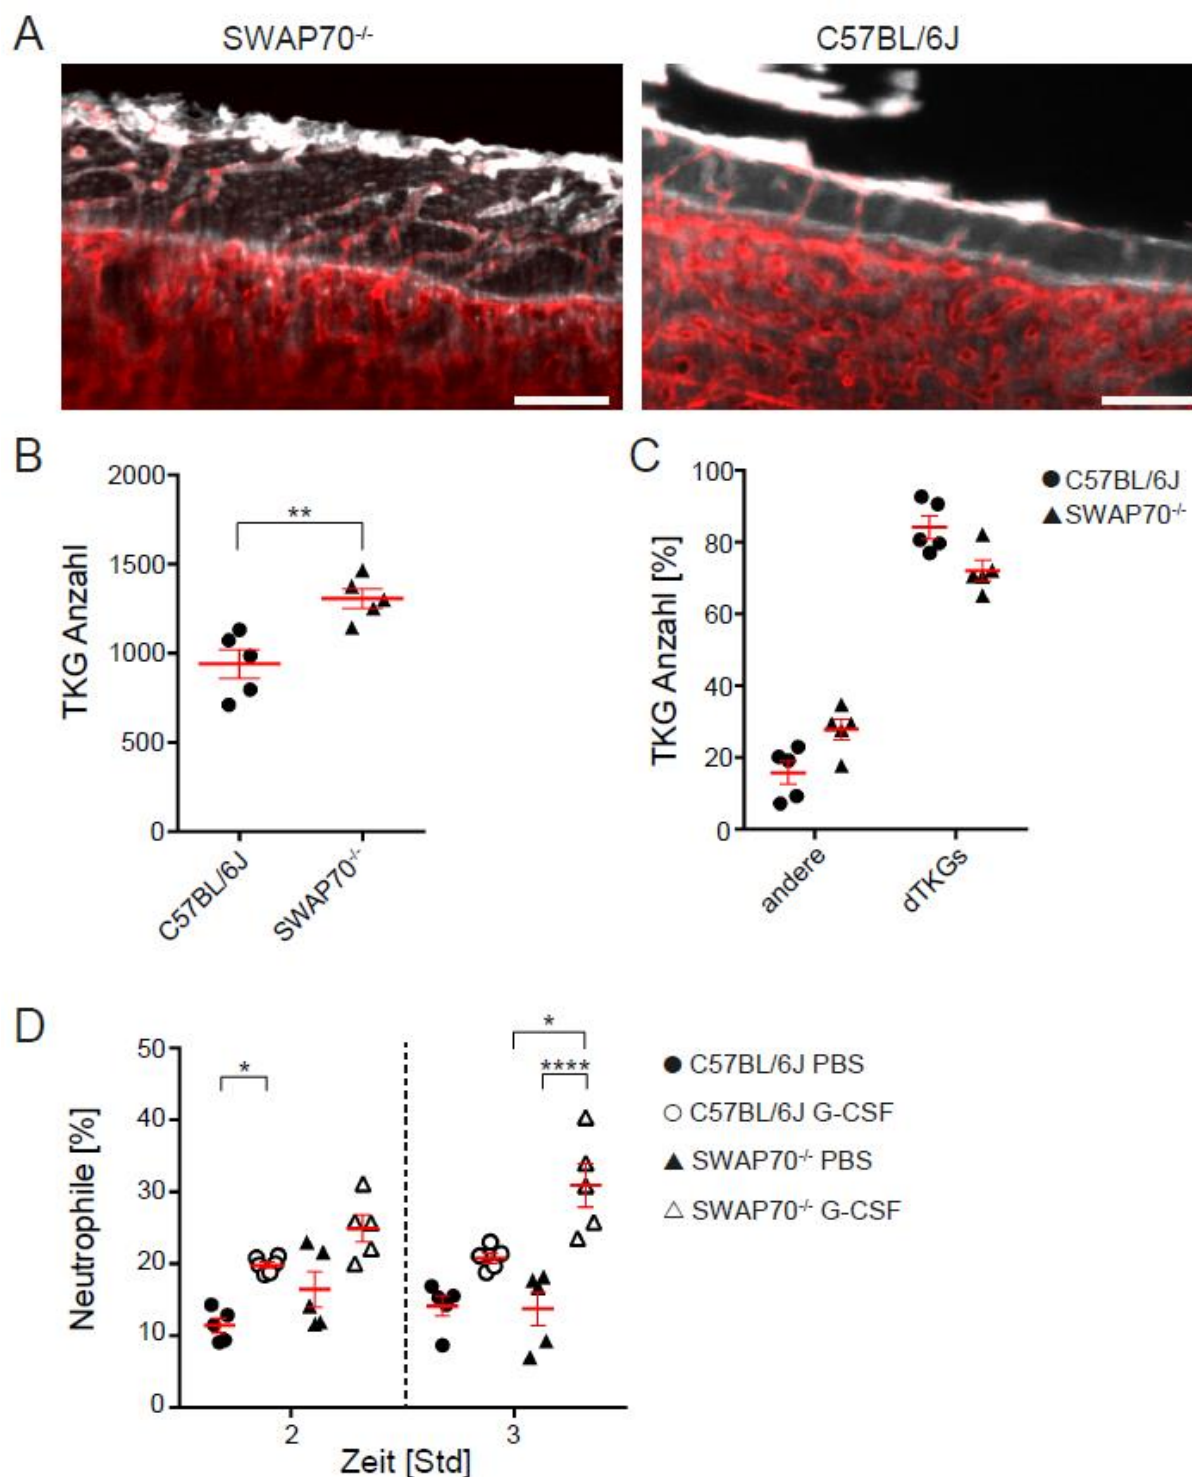 A
SWAP70-/-
C57BL/6J
B
TKG Anzahl
2000
1500
1000
500
0
**
C57BL/6J
SWAP70-/-
C
TKG Anzahl [%]
100
80
60
40
20
0
andere
dTKGs
C57BL/6J
SWAP70-/-
D
Neutrophile [%]
50
40
30
20
10
0
*
*
****
2
3
Zeit [Std]
C57BL/6J PBS
C57BL/6J G-CSF
SWAP70-/- PBS
SWAP70-/- G-CSF